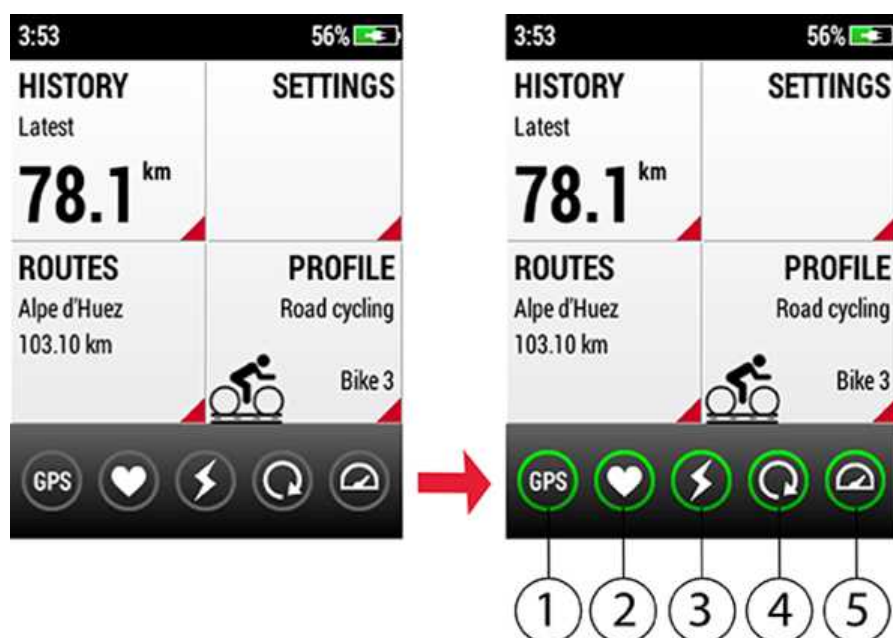 3:53 56%
HISTORY
Latest
78.1 km
SETTINGS
ROUTES
Alpe d'Huez
103.10 km
PROFILE
Road cycling
Bike 3
GPS
3:53 56%
HISTORY
Latest
78.1 km
SETTINGS
ROUTES
Alpe d'Huez
103.10 km
PROFILE
Road cycling
Bike 3
GPS
1 2 3 4 5